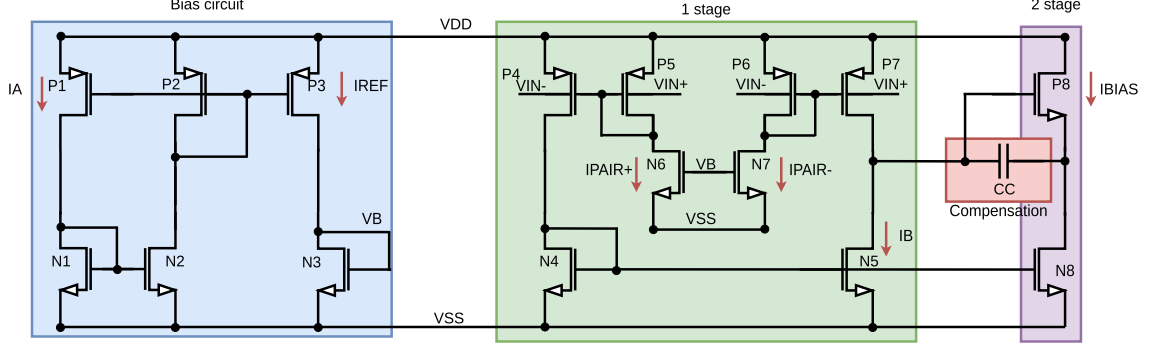 Bias circuit
1 stage
2 stage
VDD
IA
P1
P2
P3
IREF
P4
VIN-
P5
VIN+
P6
VIN-
P7
VIN+
P8
IBIAS
IPAIR+
N6
VB
N7
IPAIR-
CC
Compensation
VB
VSS
IB
N1
N2
N3
N4
N5
N8
VSS